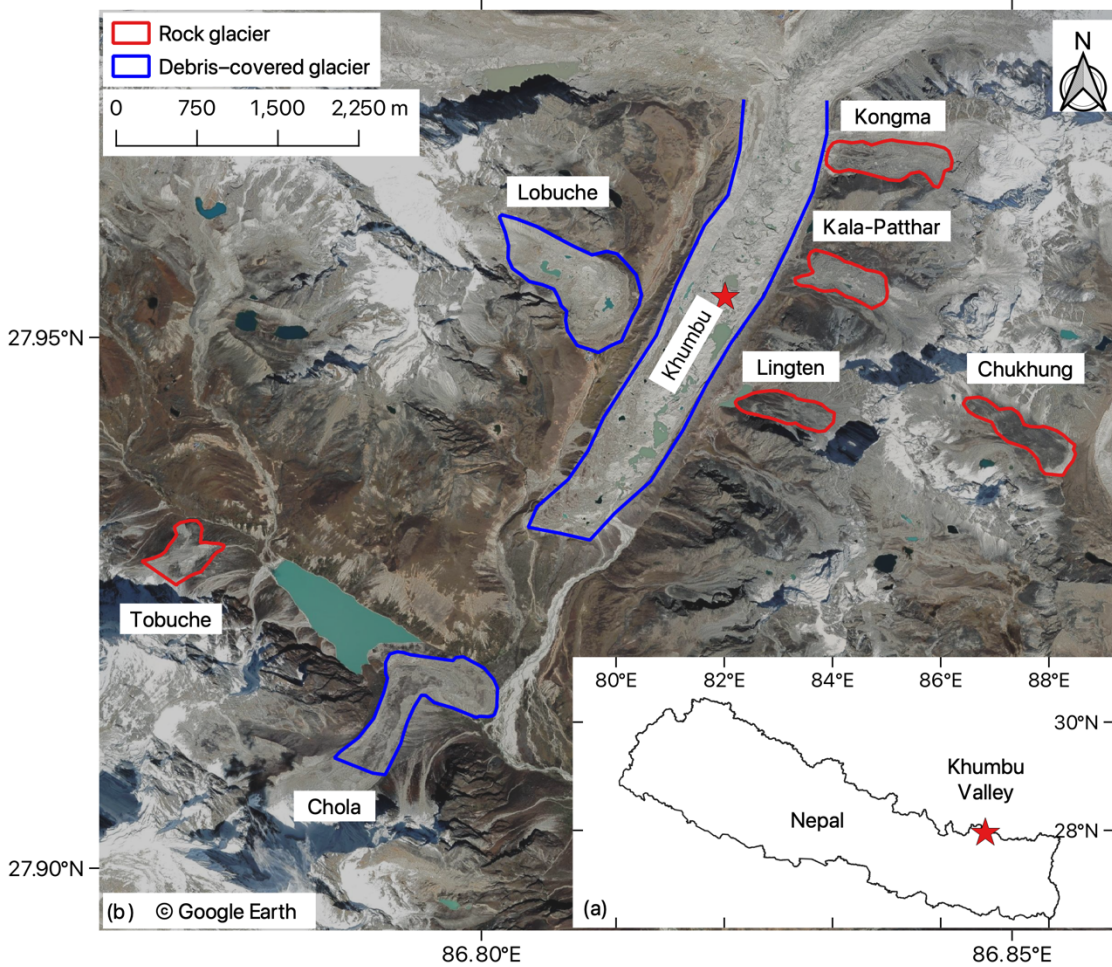 Rock glacier
Debris–covered glacier
0 750 1,500 2,250 m
N
Kongma
Lobuche
Kala-Patthar
27.95°N
Khumbu
Lingten
Chukhung
Tobuche
Chola
27.90°N
(b) © Google Earth
86.80°E
86.85°E
80°E 82°E 84°E 86°E 88°E
30°N
Khumbu
Valley
Nepal
28°N
(a)